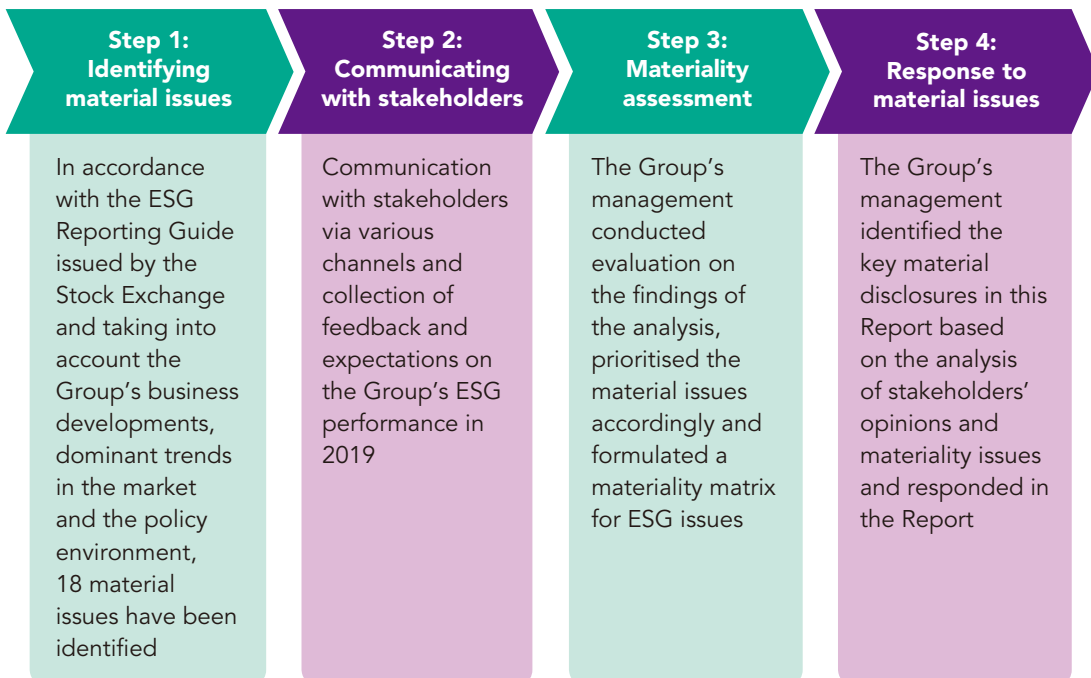 Step 1:
Identifying
material issues
In accordance
with the ESG
Reporting Guide
issued by the
Stock Exchange
and taking into
account the
Group’s business
developments,
dominant trends
in the market
and the policy
environment,
18 material
issues have been
identified
Step 2:
Communicating
with stakeholders
Communication
with stakeholders
via various
channels and
collection of
feedback and
expectations on
the Group’s ESG
performance in
2019
Step 3:
Materiality
assessment
The Group’s
management
conducted
evaluation on
the findings of
the analysis,
prioritised the
material issues
accordingly and
formulated a
materiality matrix
for ESG issues
Step 4:
Response to
material issues
The Group’s
management
identified the
key material
disclosures in this
Report based
on the analysis
of stakeholders’
opinions and
materiality issues
and responded in
the Report